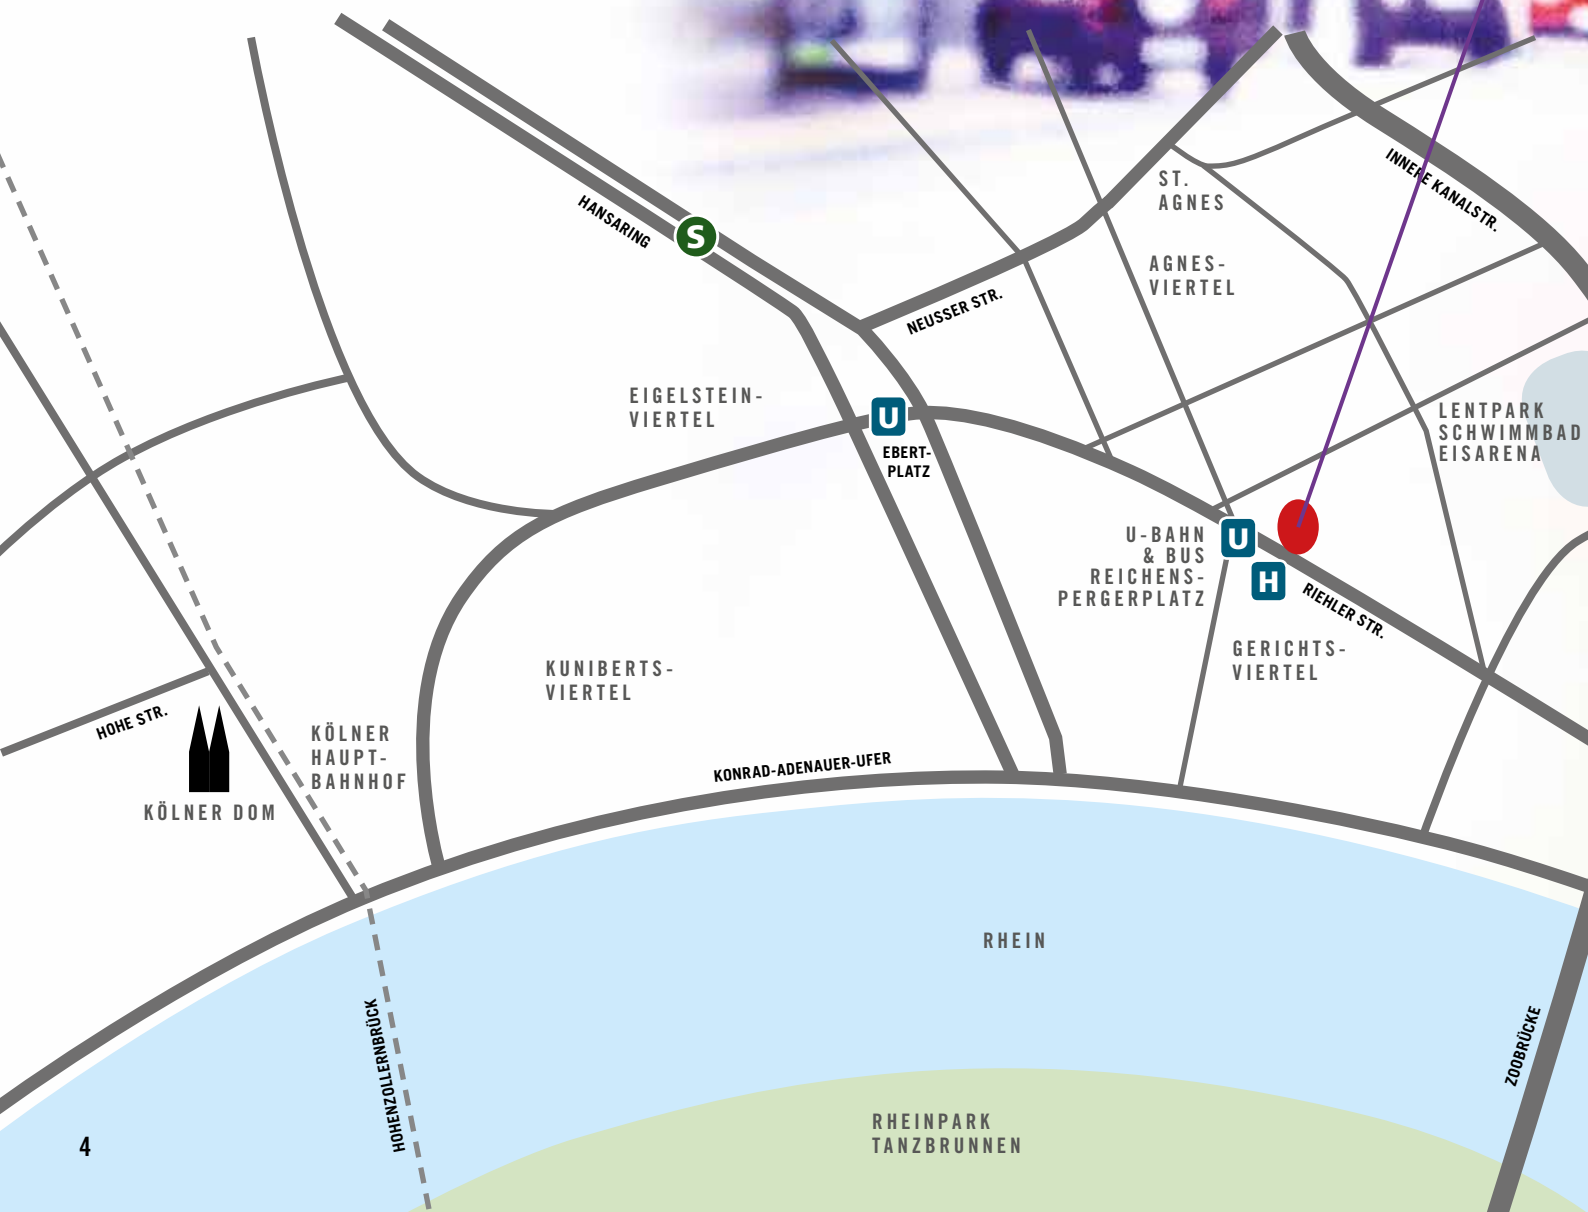 INNERE KANALSTR.
ST.
AGNES
HANSARING
S
AGNES-
VIERTEL
NEUSSER STR.
EIGELSTEIN-
VIERTEL
U
EBERT-
PLATZ
LENTPARK
SCHWIMMBAD
EISARENA
U-BAHN
& BUS
REICHENS-
PERGERPLATZ
U
H
RIEHLER STR.
GERICHTS-
VIERTEL
KUNIBERTS-
VIERTEL
HOHE STR.
KÖLNER
HAUPT-
BAHNHOF
KÖLNER DOM
KONRAD-ADENAUER-UFER
RHEIN
HOHENZOLLERNBRÜCK
ZOOBRÜCKE
RHEINPARK
TANZBRUNNEN
4